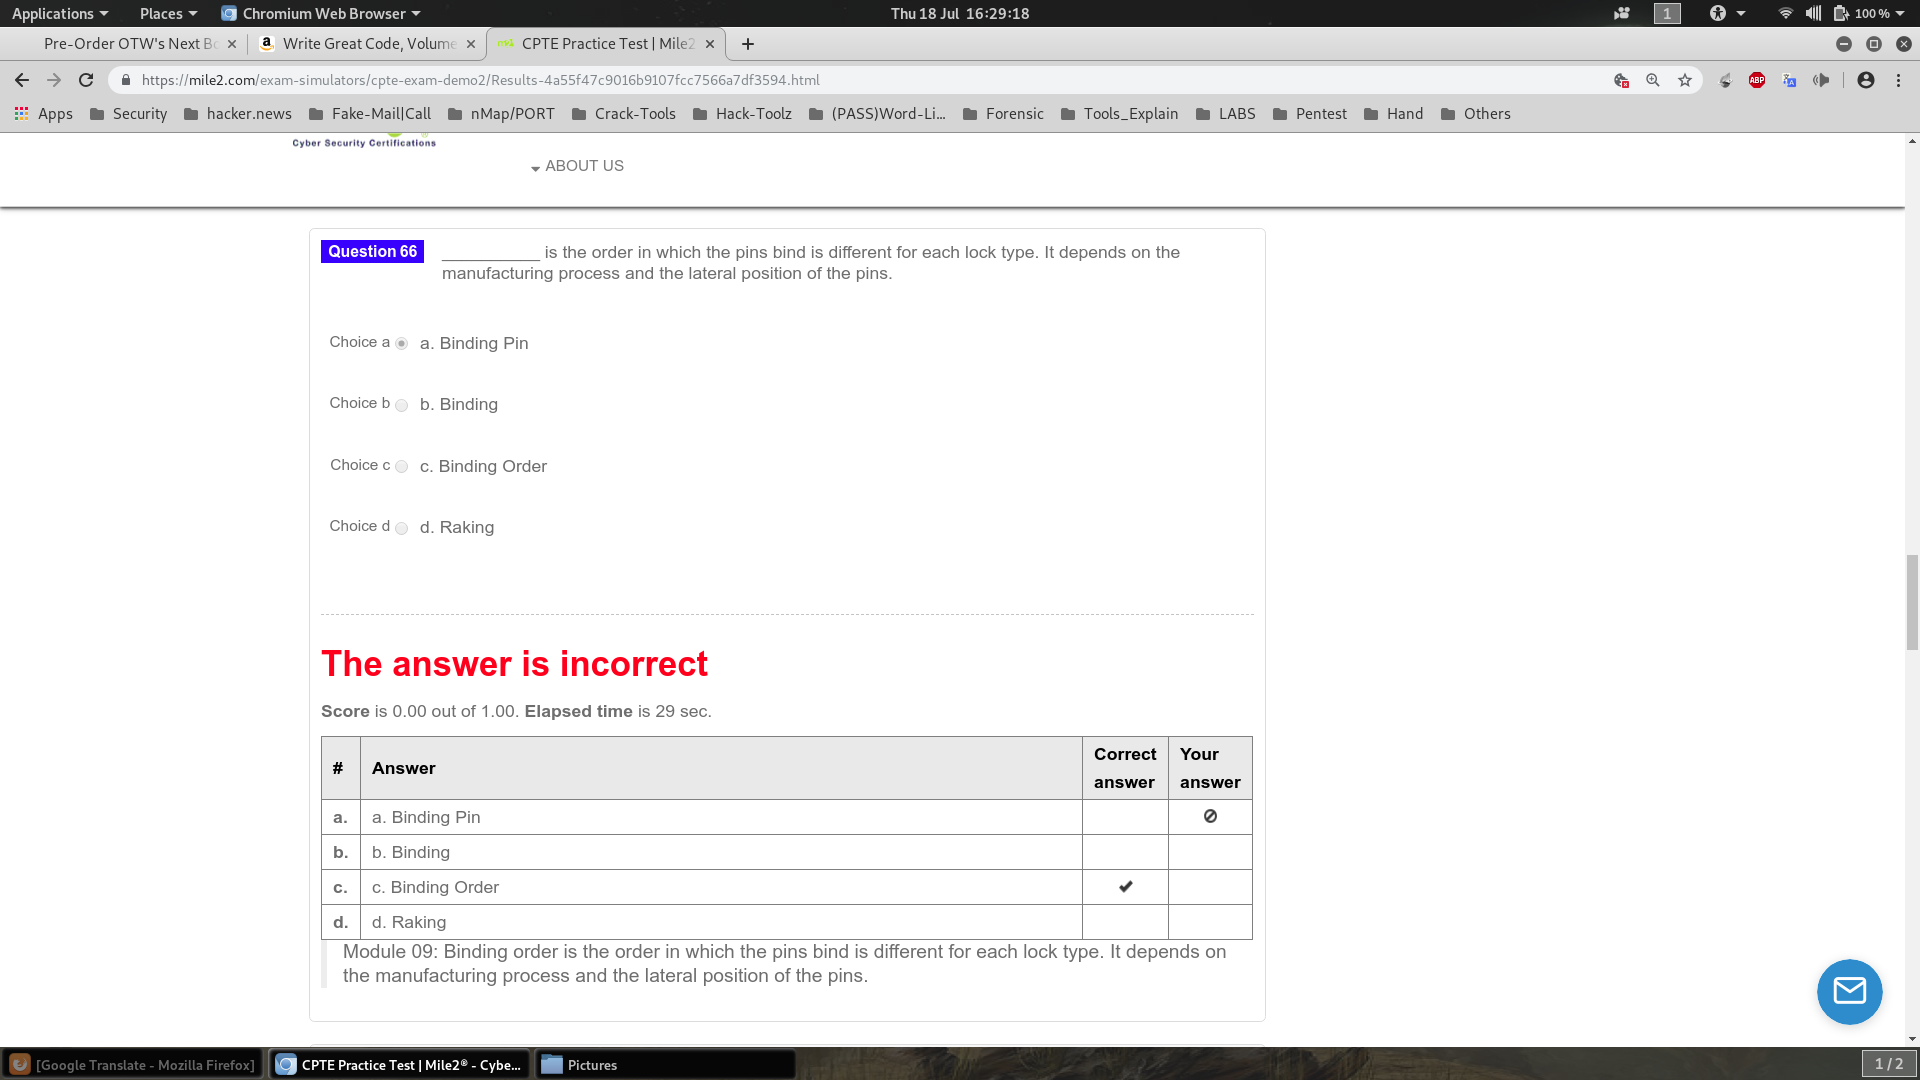 Applications Places Chromium Web Browser Thu 18 Jul 16:29:18 1 100 %
Pre-Order OTW's Next Bo Write Great Code, Volume mile2 CPTE Practice Test | Mile2
https://mile2.com/exam-simulators/cpte-exam-demo2/Results-4a55f47c9016b9107fcc7566a7df3594.html ABP
Apps Security hacker.news Fake-Mail|Call nMap/PORT Crack-Tools Hack-Toolz (PASS)Word-Li... Forensic Tools_Explain LABS Pentest Hand Others
Cyber Security Certifications
ABOUT US
Question 66 ___________ is the order in which the pins bind is different for each lock type. It depends on the
manufacturing process and the lateral position of the pins.
Choice a a. Binding Pin
Choice b b. Binding
Choice c c. Binding Order
Choice d d. Raking
The answer is incorrect
Score is 0.00 out of 1.00. Elapsed time is 29 sec.
# Answer Correct answer Your answer
a. a. Binding Pin
b. b. Binding
c. c. Binding Order
d. d. Raking
Module 09: Binding order is the order in which the pins bind is different for each lock type. It depends on
the manufacturing process and the lateral position of the pins.
[Google Translate - Mozilla Firefox] CPTE Practice Test | Mile2® - Cybe... Pictures 1 / 2